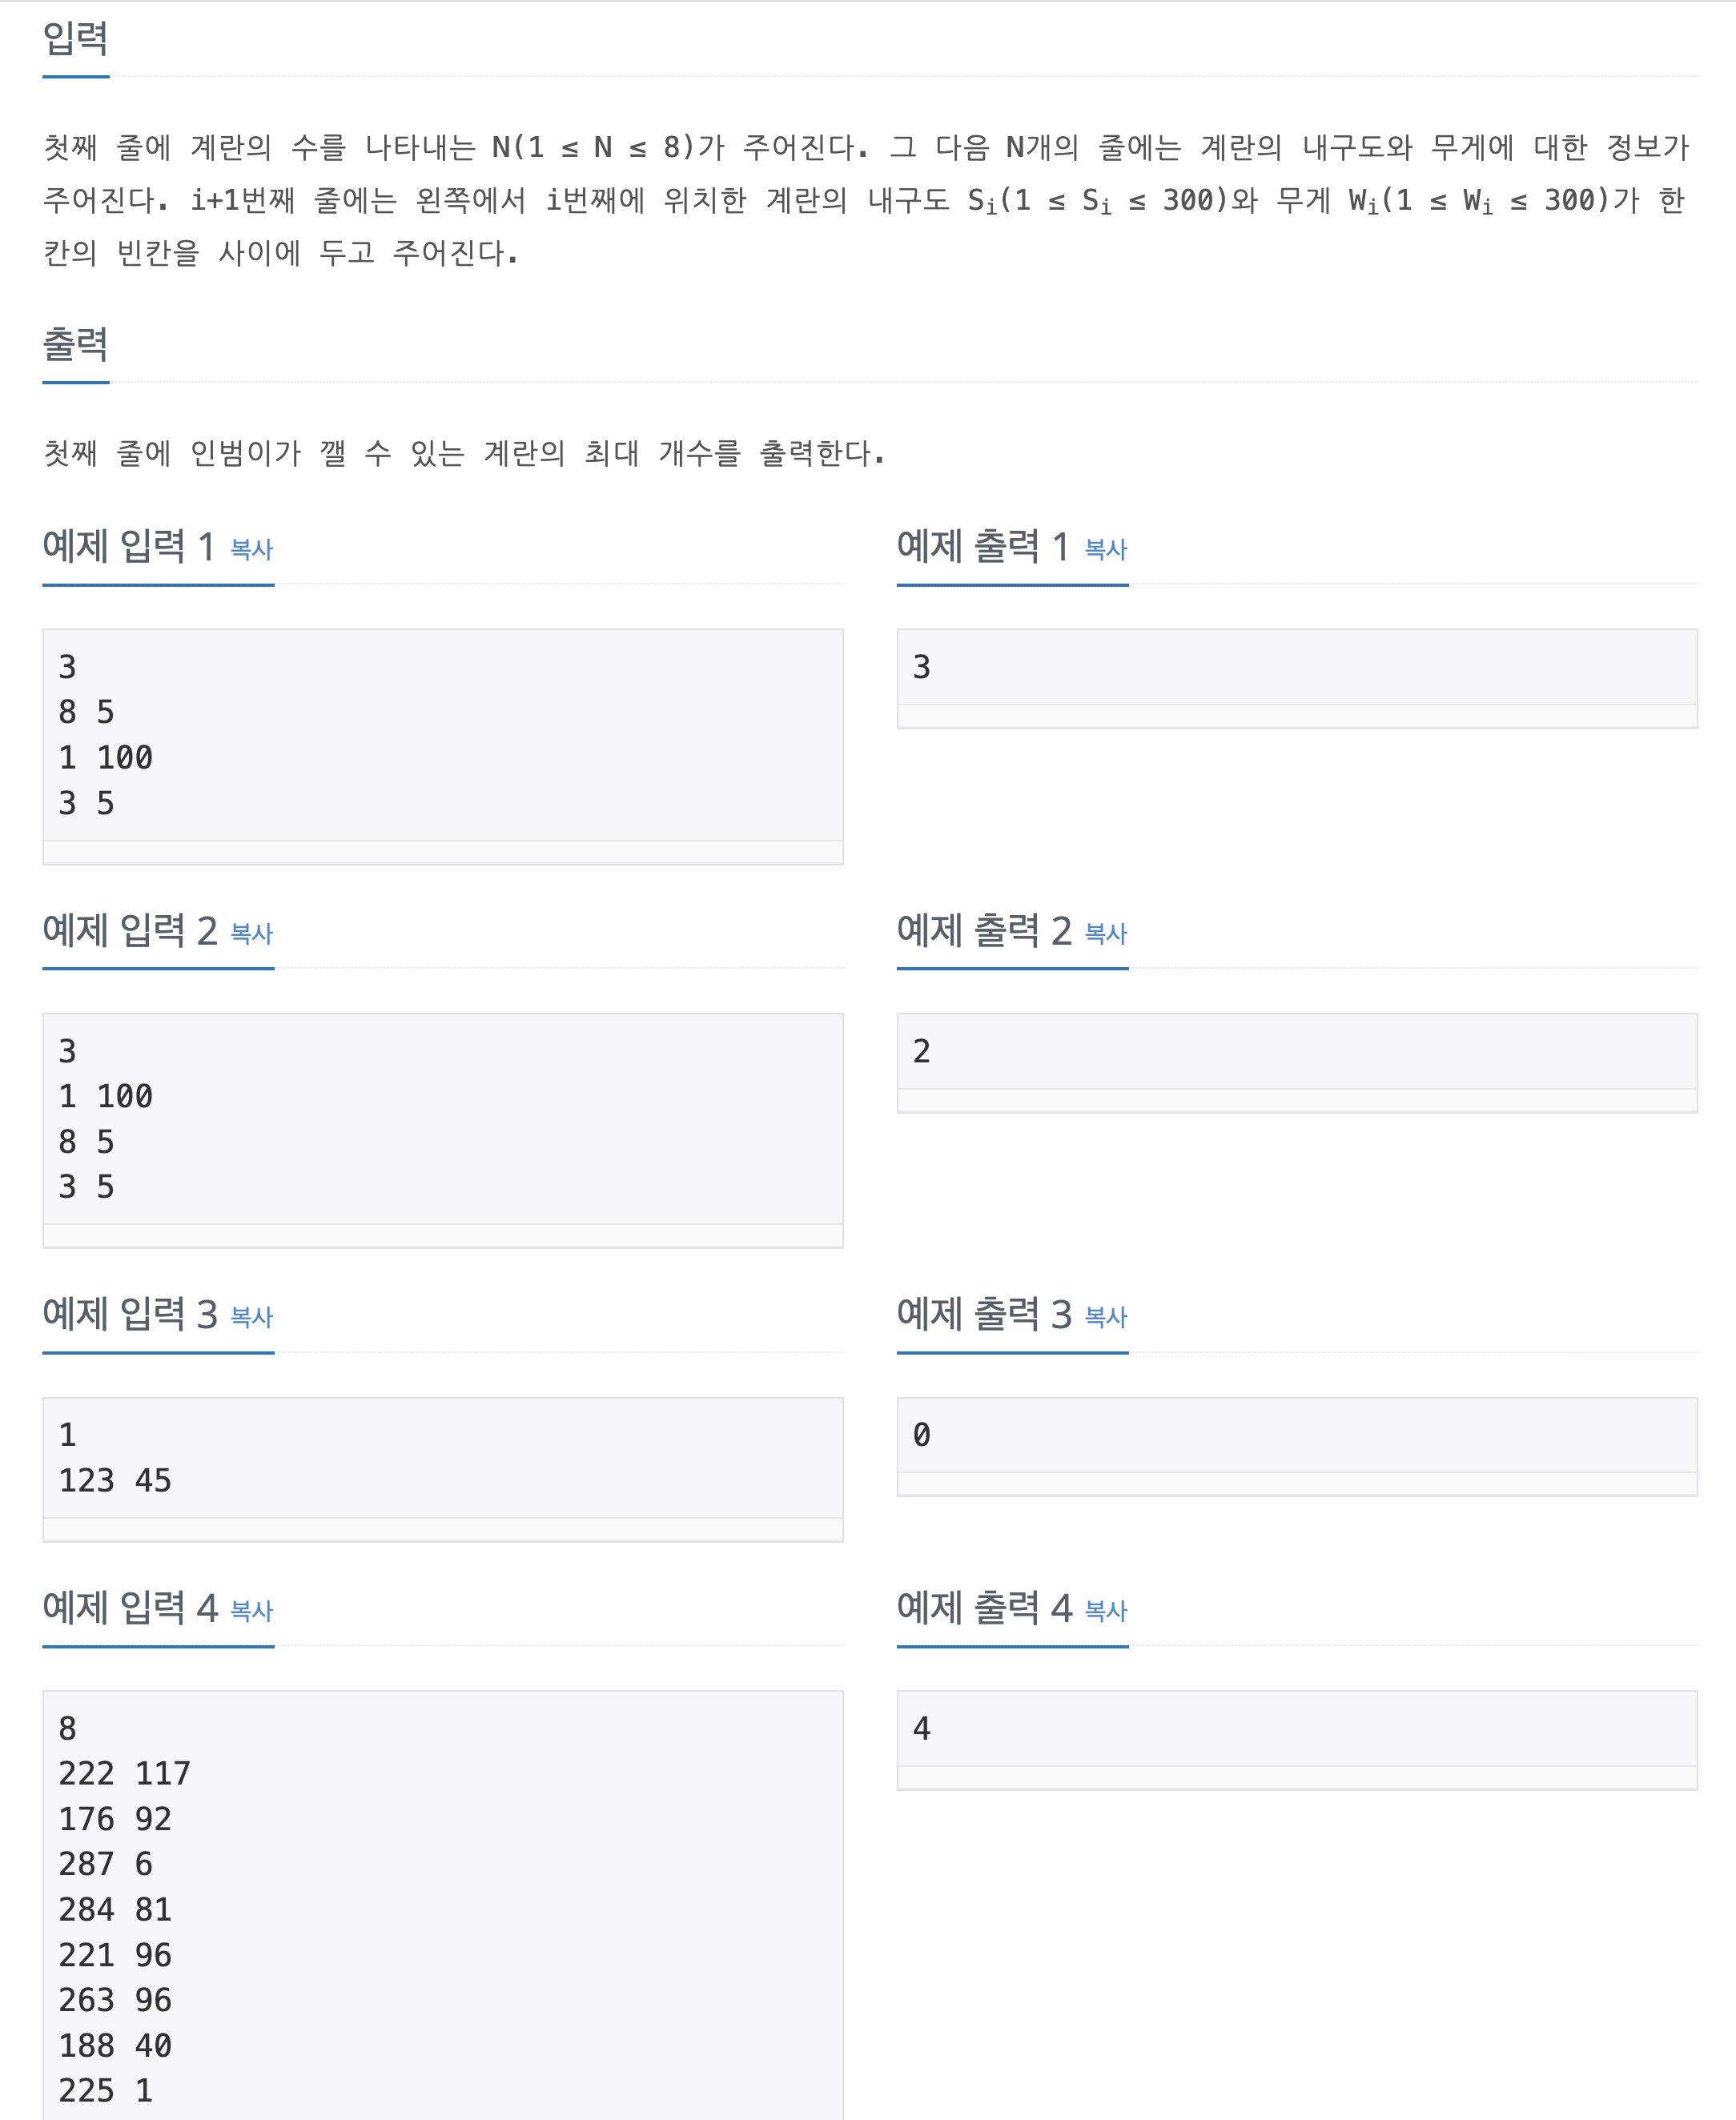 입력
첫째 줄에 계란의 수를 나타내는 N(1 ≤ N ≤ 8)가 주어진다. 그 다음 N개의 줄에는 계란의 내구도와 무게에 대한 정보가
주어진다. i+1번째 줄에는 왼쪽에서 i번째에 위치한 계란의 내구도 Si(1 ≤ Si ≤ 300)와 무게 Wi(1 ≤ Wi ≤ 300)가 한
칸의 빈칸을 사이에 두고 주어진다.
출력
첫째 줄에 인범이가 깰 수 있는 계란의 최대 개수를 출력한다.
예제 입력 1 복사
3
8 5
1 100
3 5
예제 출력 1 복사
3
예제 입력 2 복사
3
1 100
8 5
3 5
예제 출력 2 복사
2
예제 입력 3 복사
1
123 45
예제 출력 3 복사
0
예제 입력 4 복사
8
222 117
176 92
287 6
284 81
221 96
263 96
188 40
225 1
예제 출력 4 복사
4